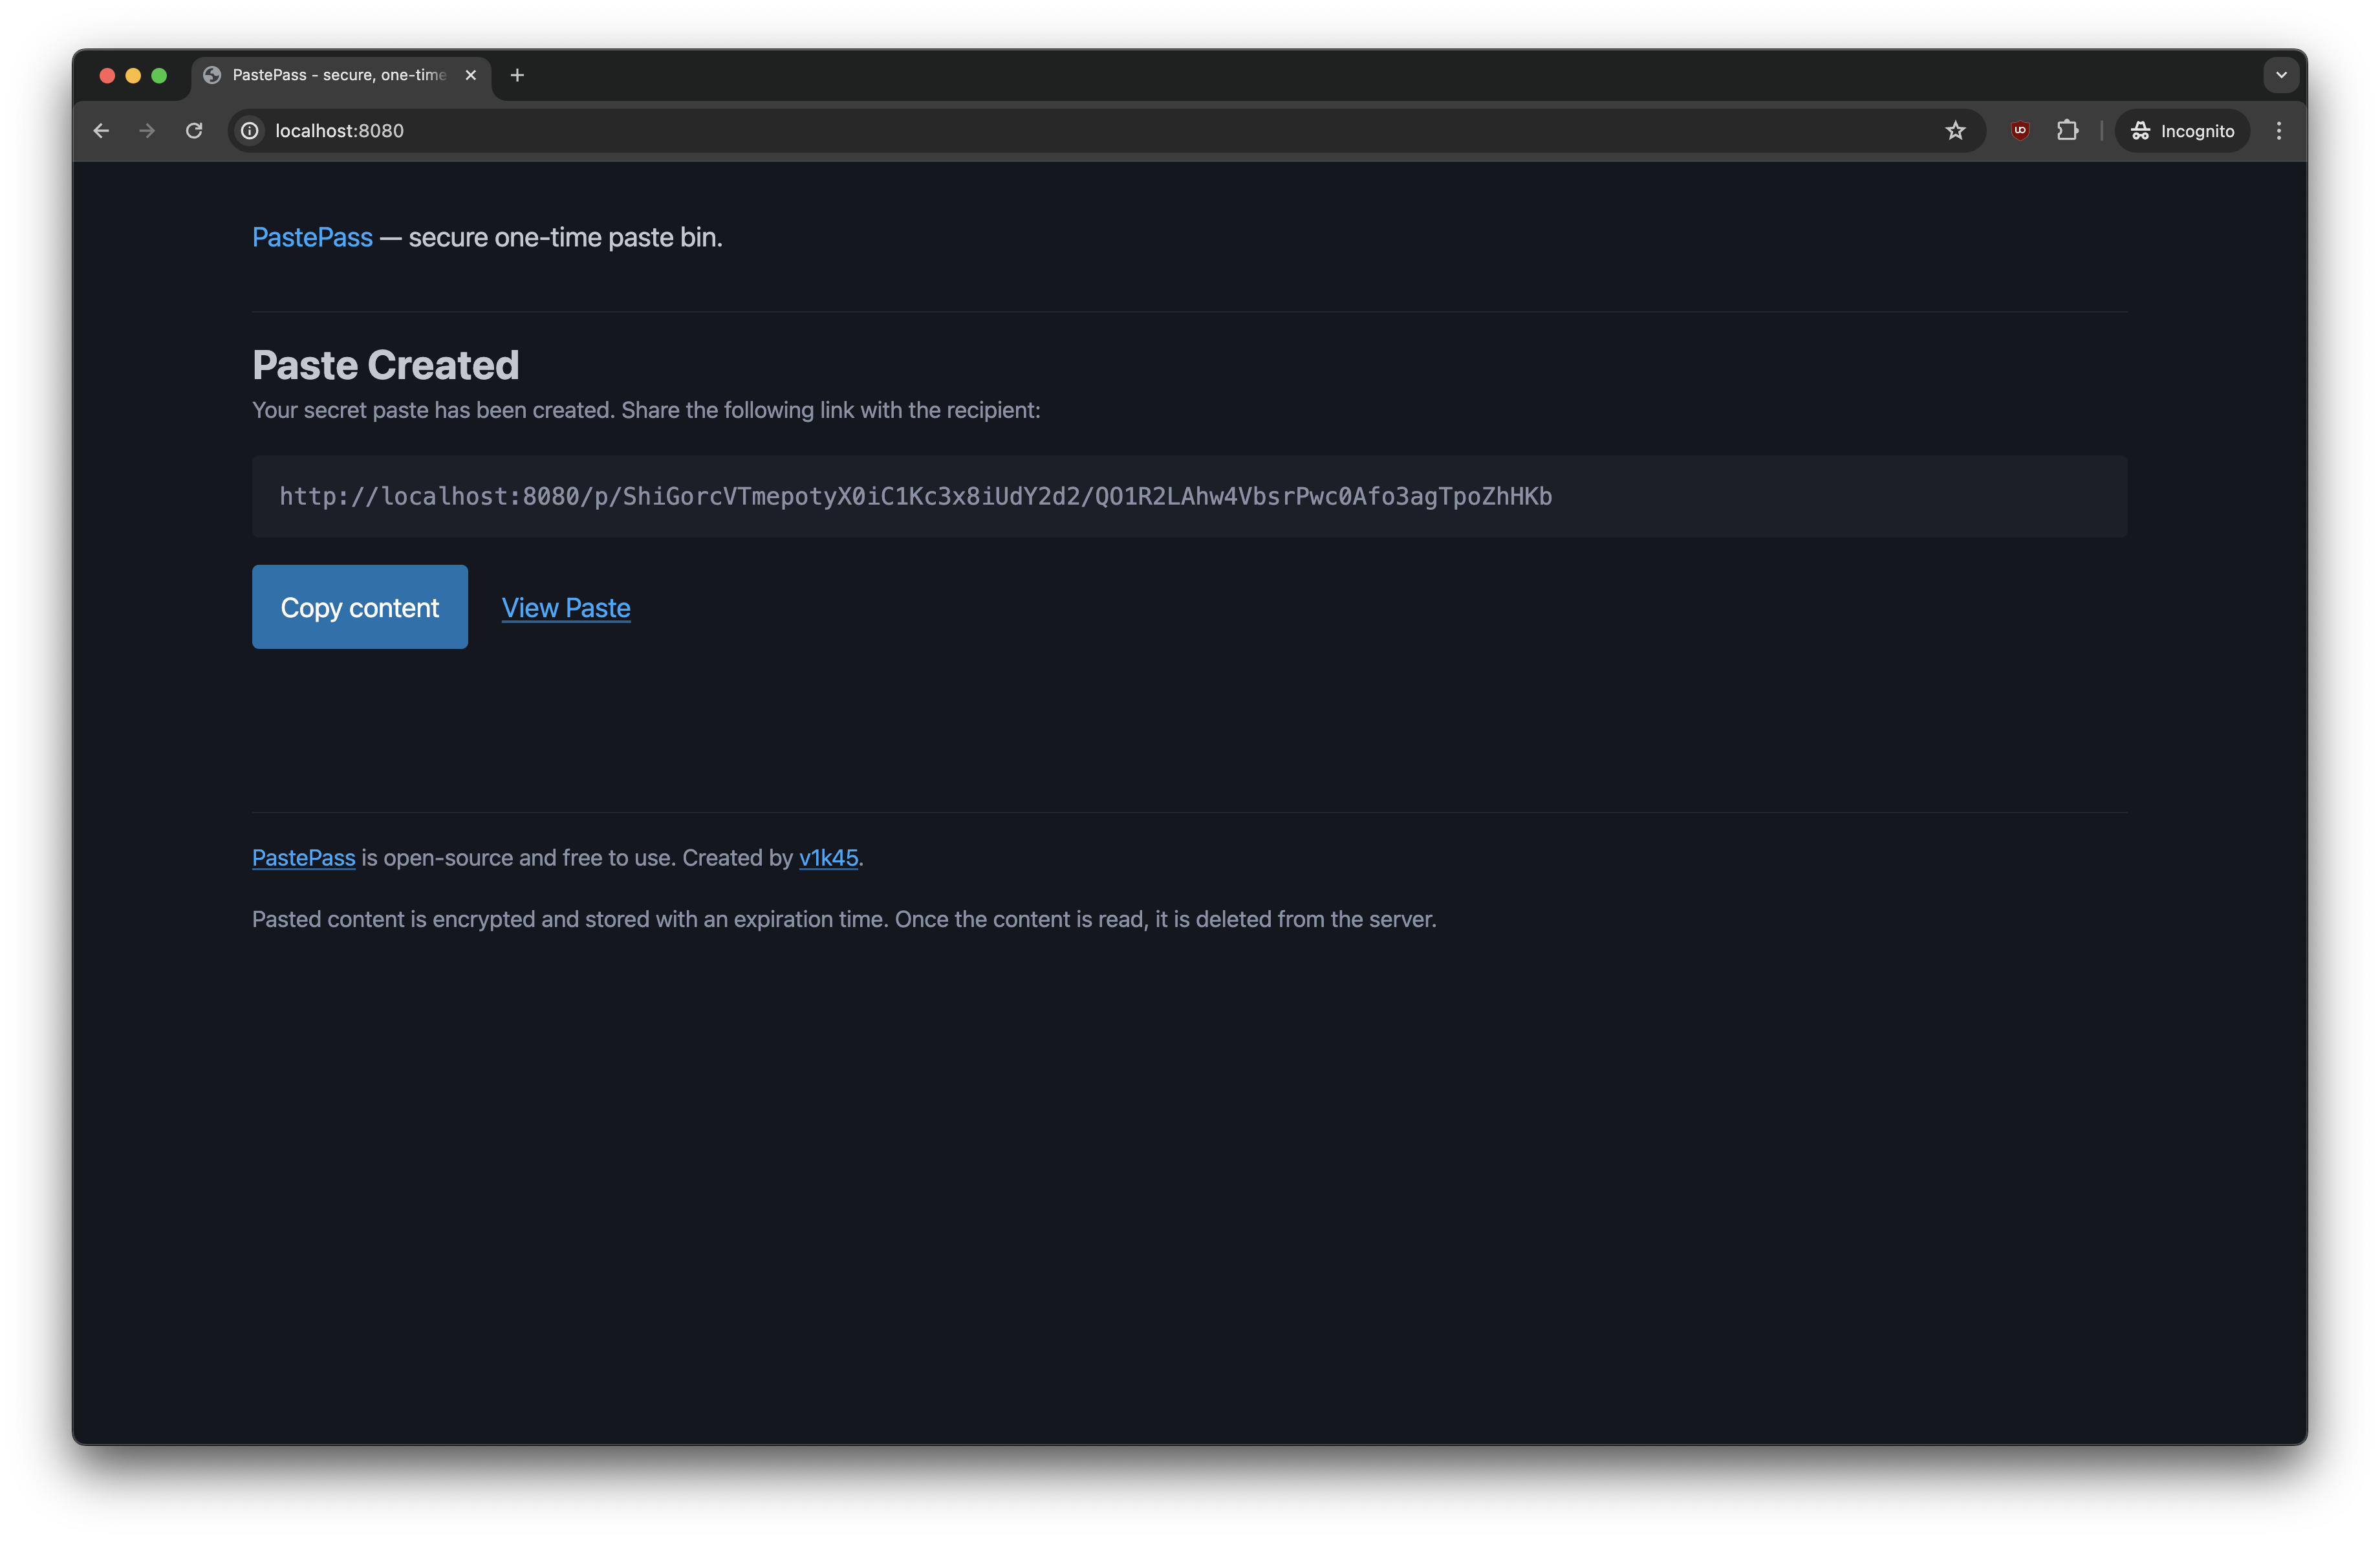 PastePass - secure, one-time
localhost:8080
Incognito
PastePass — secure one-time paste bin.
Paste Created
Your secret paste has been created. Share the following link with the recipient:
http://localhost:8080/p/ShiGorcVTmepotyX0iC1Kc3x8iUdY2d2/QO1R2LAhw4VbsrPwc0Afo3agTpoZhHKb
Copy content
View Paste
PastePass is open-source and free to use. Created by v1k45.
Pasted content is encrypted and stored with an expiration time. Once the content is read, it is deleted from the server.